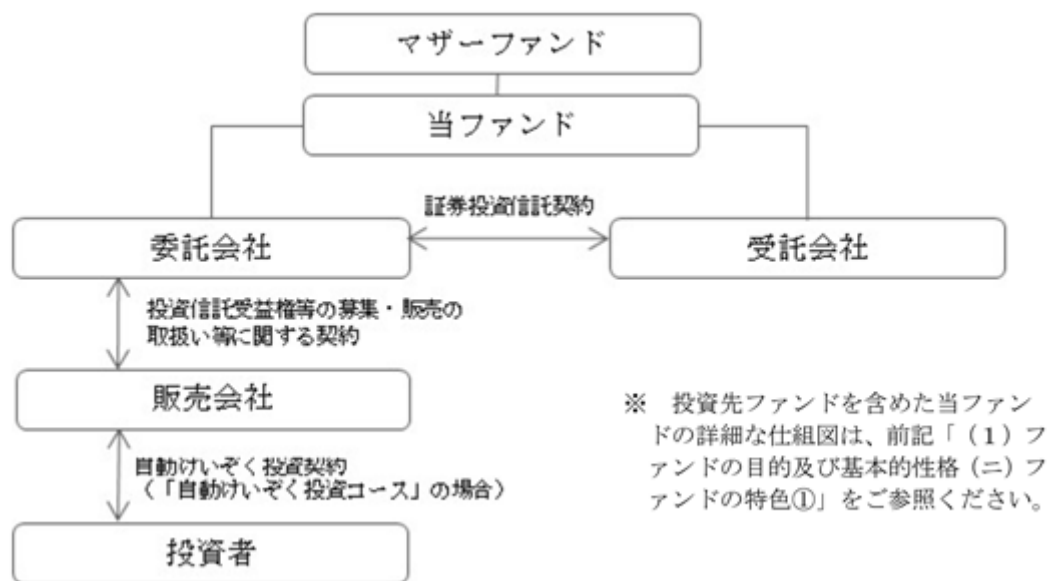 マザーファンド
当ファンド
証券投資信託契約
委託会社
受託会社
投資信託受益権等の募集・販売の
取扱い等に関する契約
販売会社
自動けいぞく投資契約
(「自動けいぞく投資コース」の場合)
投資者
※ 投資先ファンドを含めた当ファン
ドの詳細な仕組図は、前記「(1)フ
ァンドの目的及び基本的性格(ニ)フ
ァンドの特色①」をご参照ください。